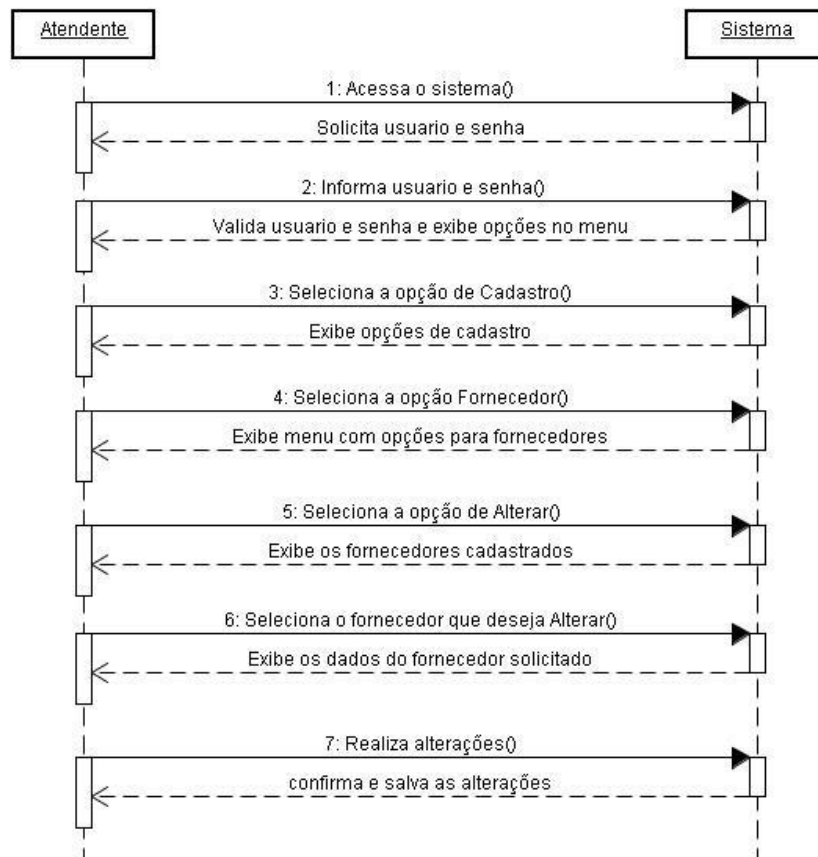 Atendente
Sistema
1: Acessa o sistema()
Solicita usuario e senha
2: Informa usuario e senha()
Valida usuario e senha e exibe opções no menu
3: Seleciona a opção de Cadastro()
Exibe opções de cadastro
4: Seleciona a opção Fornecedor()
Exibe menu com opções para fornecedores
5: Seleciona a opção de Alterar()
Exibe os fornecedores cadastrados
6: Seleciona o fornecedor que deseja Alterar()
Exibe os dados do fornecedor solicitado
7: Realiza alterações()
confirma e salva as alterações